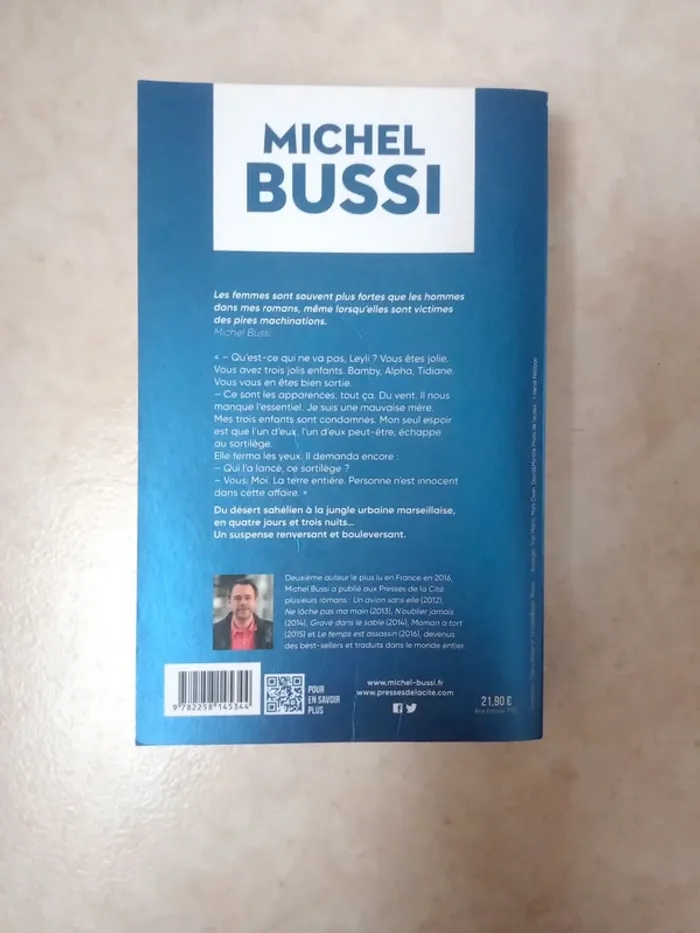 MICHEL
BUSSI
Les femmes sont souvent plus fortes que les hommes
dans mes romans, même lorsqu'elles sont victimes
des pires machinations.
Michel Bussi
« – Qu'est-ce qui ne va pas, Leyli ? Vous êtes jolie.
Vous avez trois jolis enfants. Bamby, Alpha, Tidiane.
Vous vous en êtes bien sortie.
– Ce sont les apparences, tout ça. Du vent. Il nous
manque l'essentiel. Je suis une mauvaise mère.
Mes trois enfants sont condamnés. Mon seul espoir
est que l'un d'eux, l'un d'eux peut-être, échappe
au sortilège.
Elle ferma les yeux. Il demanda encore :
– Qui l'a lancé, ce sortilège ?
– Vous. Moi. La terre entière. Personne n'est innocent
dans cette affaire. »
Du désert sahélien à la jungle urbaine marseillaise,
en quatre jours et trois nuits...
Un suspense renversant et bouleversant.
Deuxième auteur le plus lu en France en 2016,
Michel Bussi a publié aux Presses de la Cité
plusieurs romans : Un avion sans elle (2012),
Ne lâche pas ma main (2013), N'oublier jamais
(2014), Gravé dans le sable (2014), Maman a tort
(2015) et Le temps est assassin (2016), devenus
des best-sellers et traduits dans le monde entier.
9 782258 145344
POUR
EN SAVOIR
PLUS
www.michel-bussi.fr
www.pressesdelacite.com
21,90 €